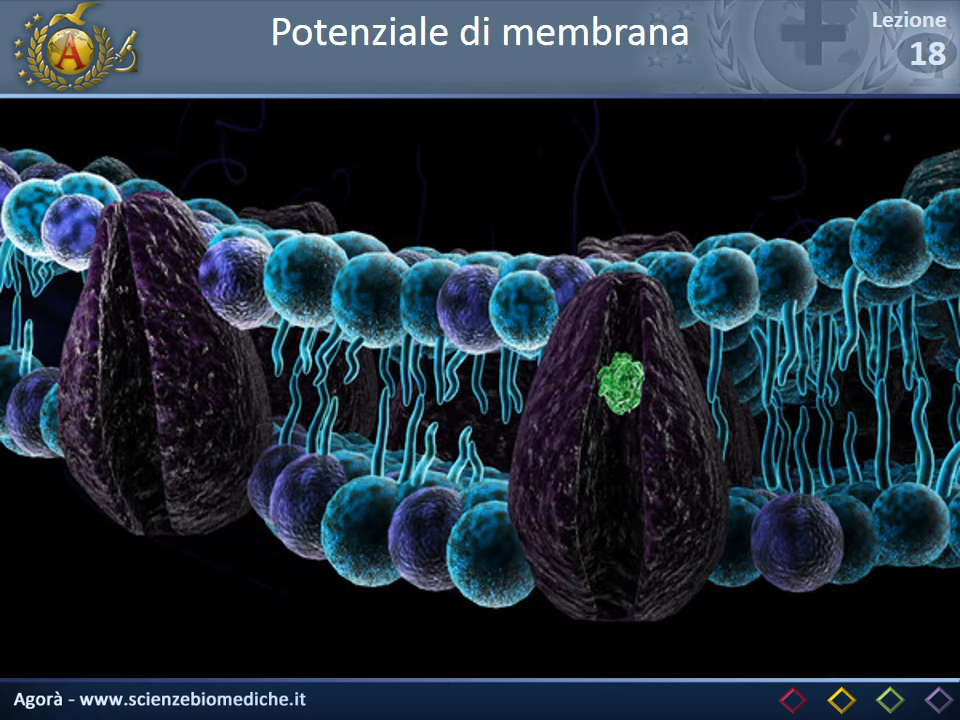 Potenziale di membrana
Lezione
18
A
Agorà - www.scienzebiomediche.it